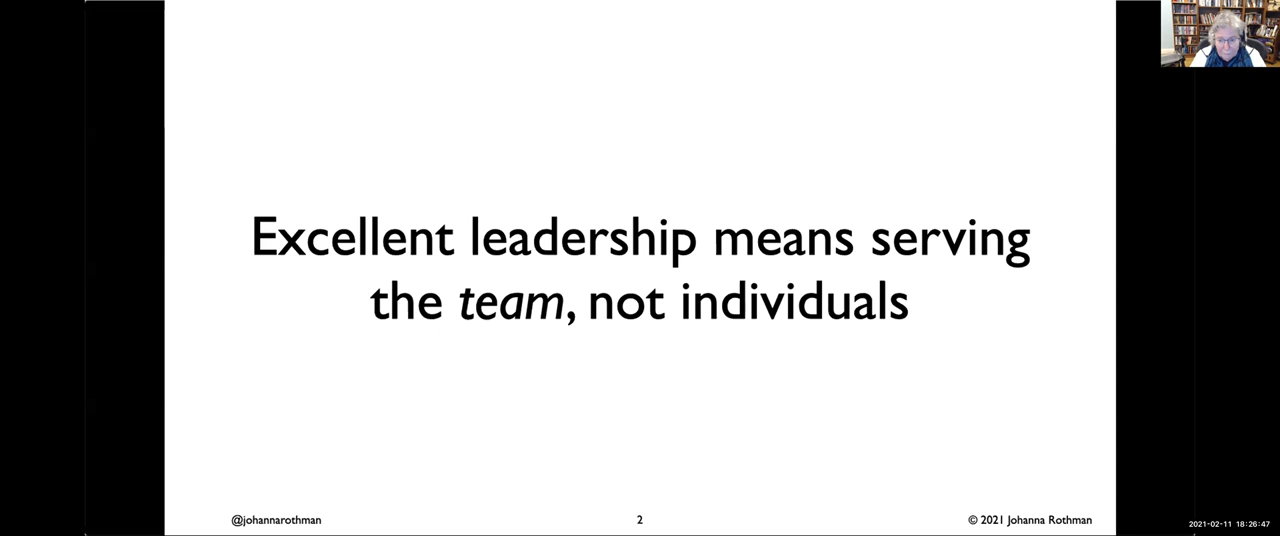 Excellent leadership means serving
the team, not individuals
@johannarothman
2
© 2021 Johanna Rothman
2021-02-11 18:26:47